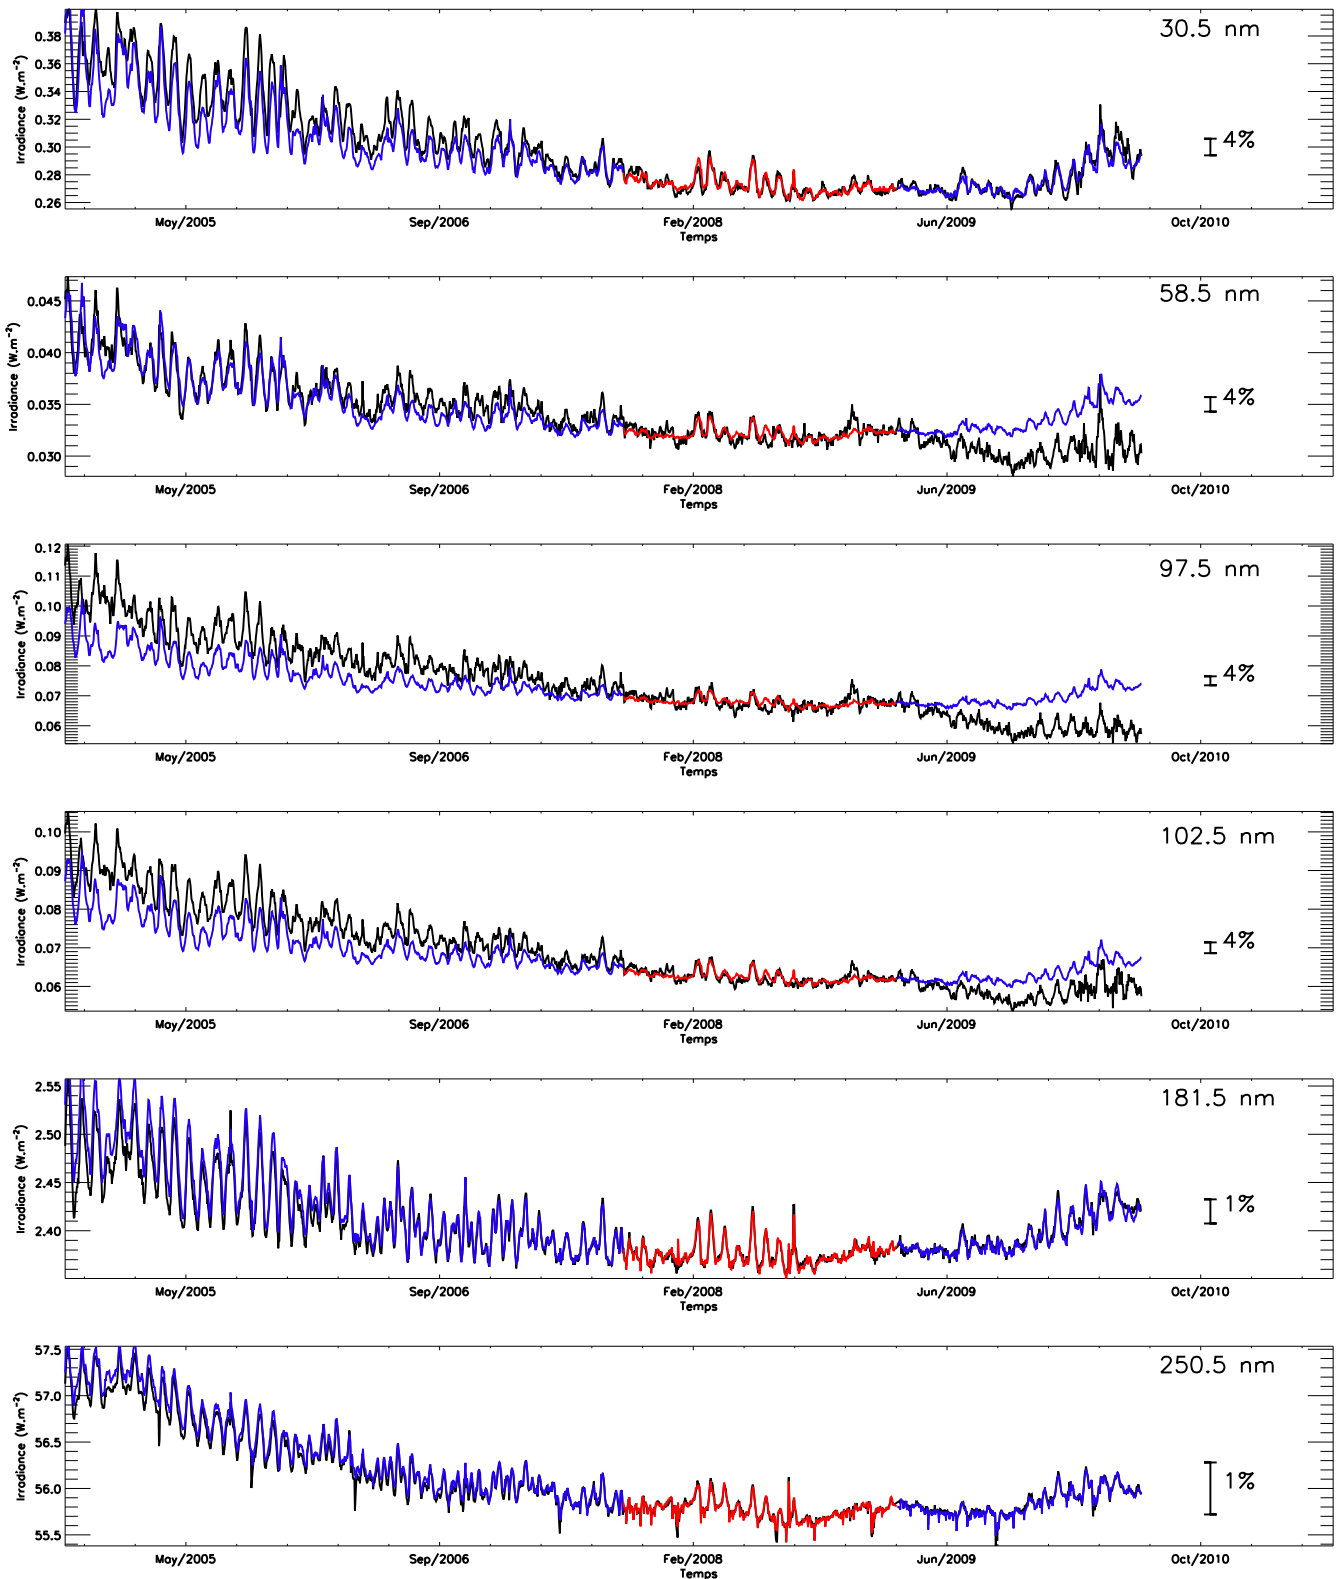 30.5 nm
0.38
0.36
0.34
0.32
0.30
0.28
0.26
Irradiance (W.m⁻²)
4%
May/2005 Sep/2006 Feb/2008 Jun/2009 Oct/2010
Temps
58.5 nm
0.045
0.040
0.035
0.030
Irradiance (W.m⁻²)
4%
May/2005 Sep/2006 Feb/2008 Jun/2009 Oct/2010
Temps
97.5 nm
0.12
0.11
0.10
0.09
0.08
0.07
0.06
Irradiance (W.m⁻²)
4%
May/2005 Sep/2006 Feb/2008 Jun/2009 Oct/2010
Temps
102.5 nm
0.10
0.09
0.08
0.07
0.06
Irradiance (W.m⁻²)
4%
May/2005 Sep/2006 Feb/2008 Jun/2009 Oct/2010
Temps
181.5 nm
2.55
2.50
2.45
2.40
Irradiance (W.m⁻²)
1%
May/2005 Sep/2006 Feb/2008 Jun/2009 Oct/2010
Temps
250.5 nm
57.5
57.0
56.5
56.0
55.5
Irradiance (W.m⁻²)
1%
May/2005 Sep/2006 Feb/2008 Jun/2009 Oct/2010
Temps